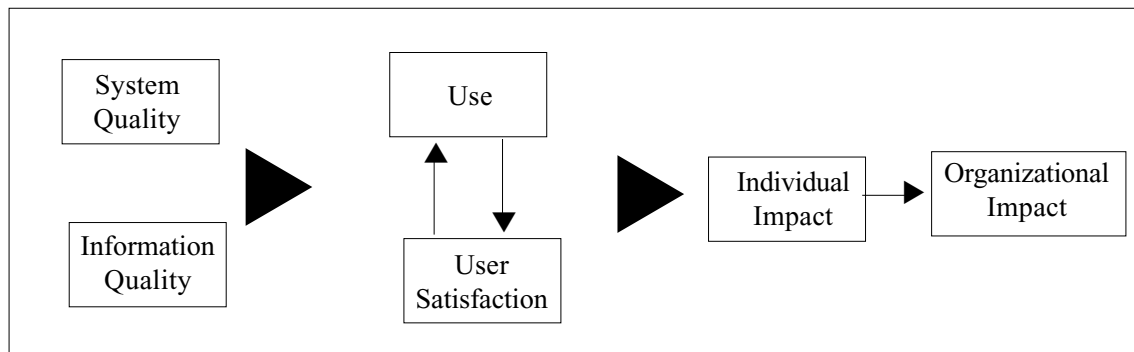 System
Quality
Information
Quality
Use
User
Satisfaction
Individual
Impact
Organizational
Impact